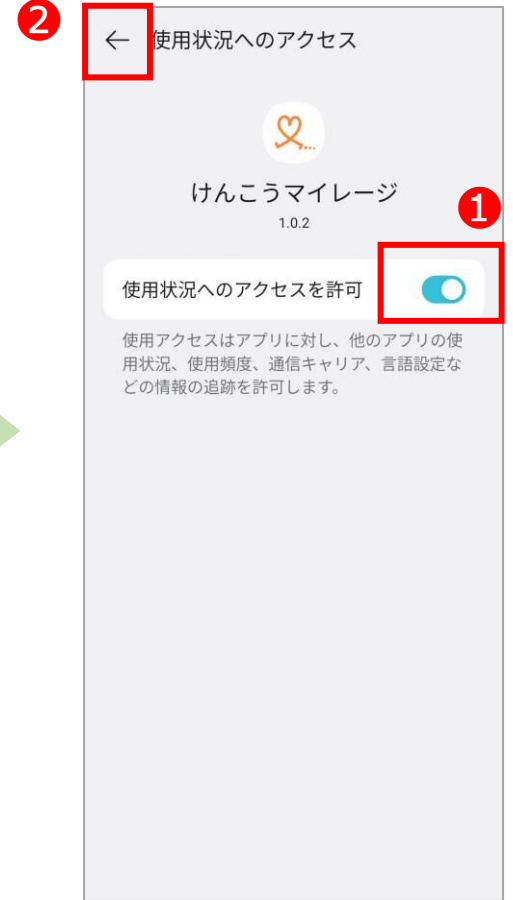 ❷
← 使用状況へのアクセス
けんこうマイレージ
1.0.2
❶
使用状況へのアクセスを許可
使用アクセスはアプリに対し、他のアプリの使
用状況、使用頻度、通信キャリア、言語設定な
どの情報の追跡を許可します。